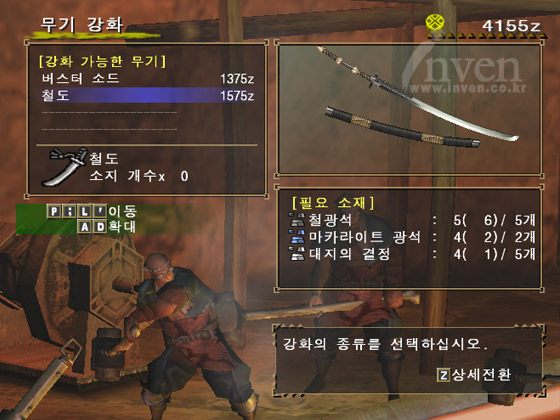 무기 강화
4155z
[강화 가능한 무기]
버스터 소드 1375z
철도 1575z
철도
소지 개수x 0
P ; L ' 이동
A D 확대
inven
www.inven.co.kr
[필요 소재]
철광석 : 5( 6)/ 5개
마카라이트 광석 : 4( 2)/ 2개
대지의 결정 : 4( 1)/ 5개
강화의 종류를 선택하십시오.
Z 상세전환